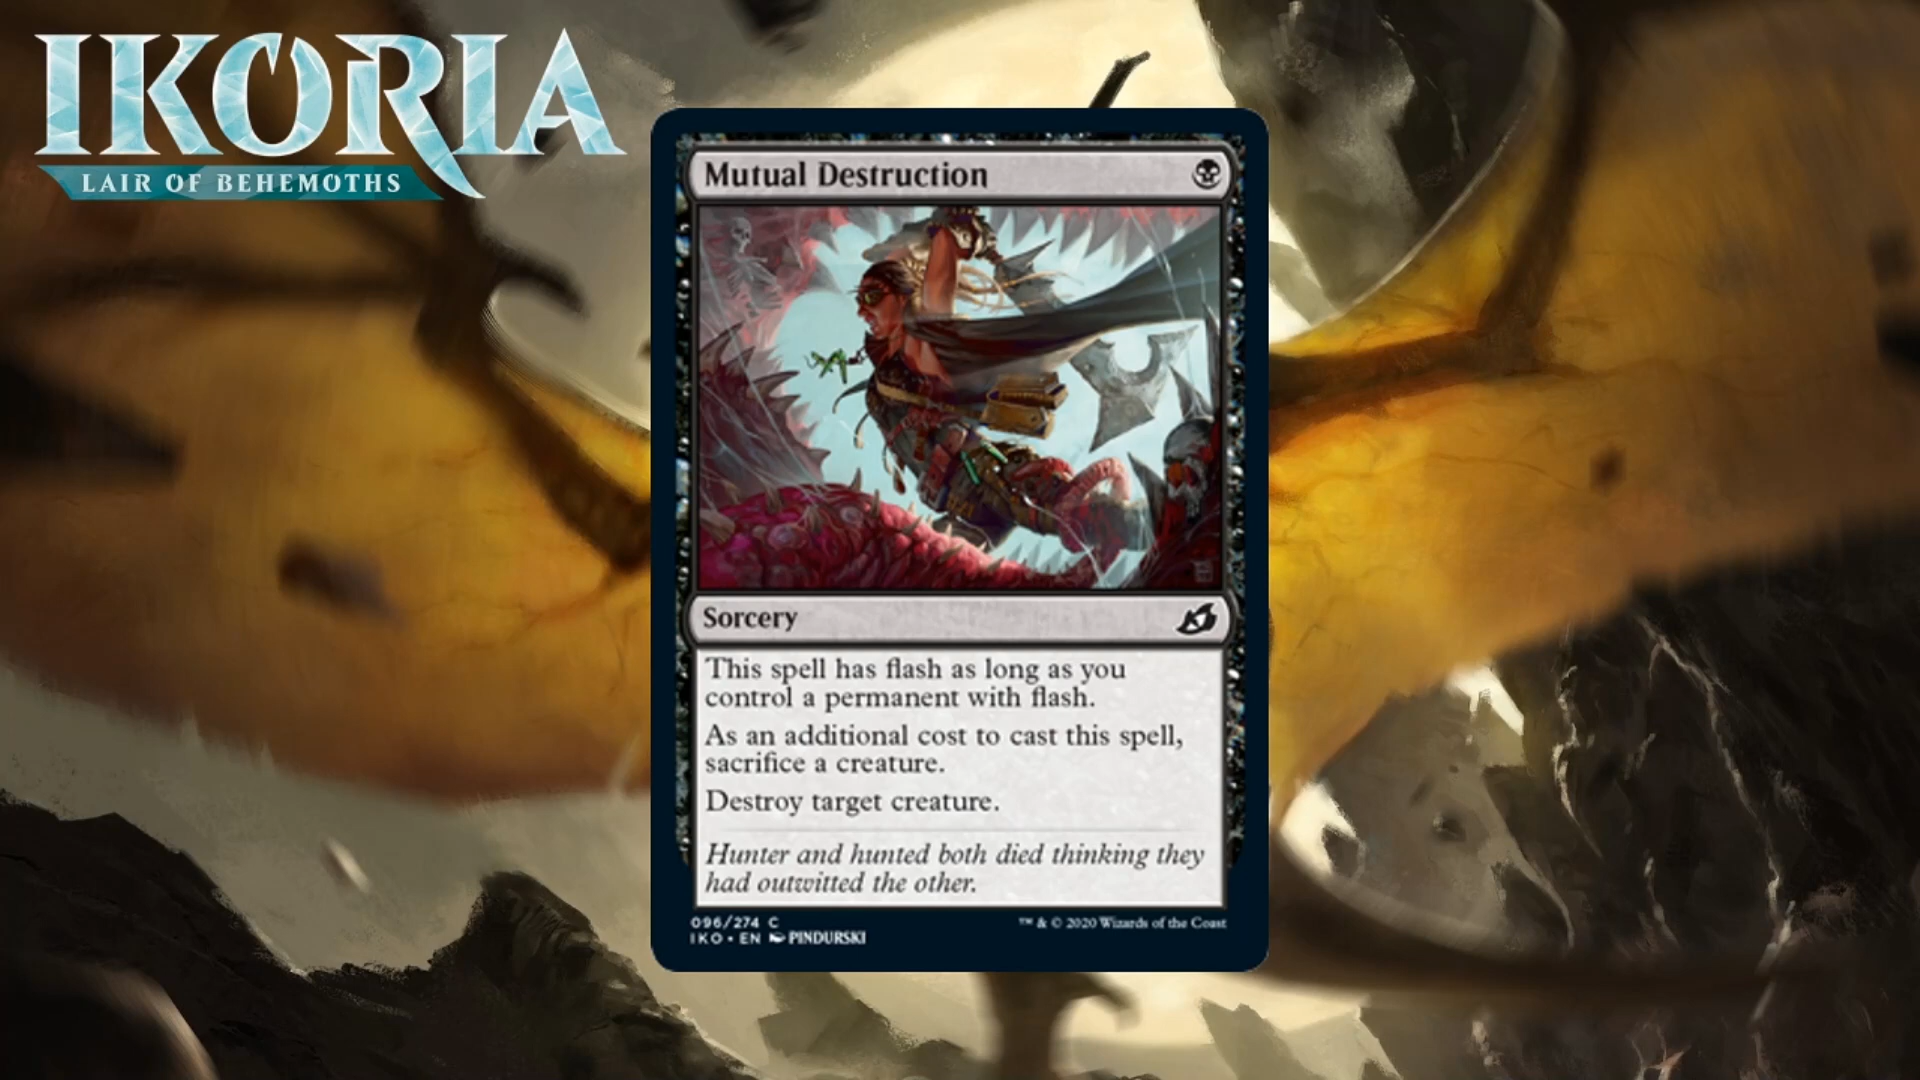 IKORIA
LAIR OF BEHEMOTHS
Mutual Destruction
Sorcery
This spell has flash as long as you
control a permanent with flash.
As an additional cost to cast this spell,
sacrifice a creature.
Destroy target creature.
Hunter and hunted both died thinking they
had outwitted the other.
096/274 C
IKO • EN PINDURSKI
™ & © 2020 Wizards of the Coast